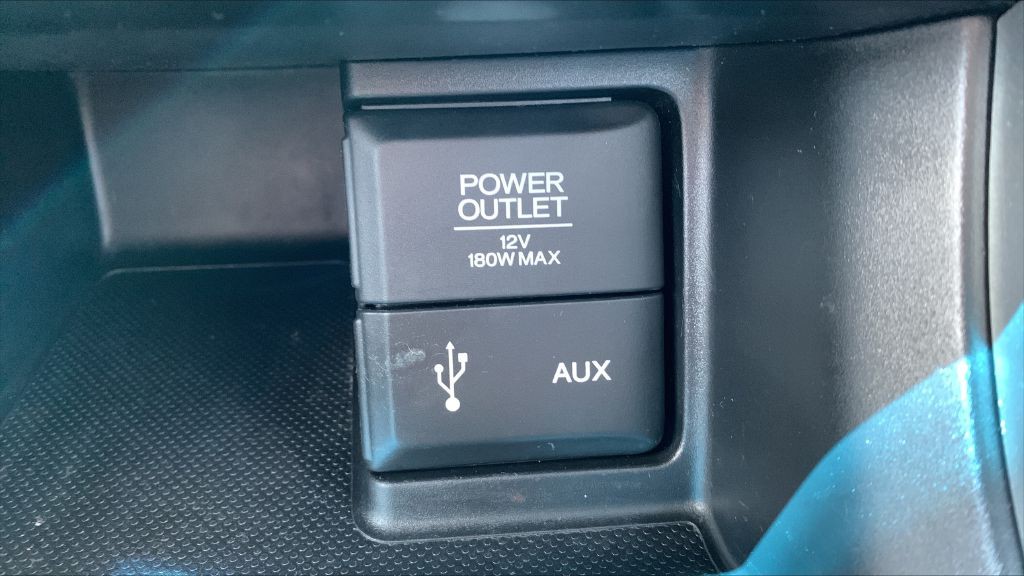 POWER
OUTLET
12V
180W MAX
AUX